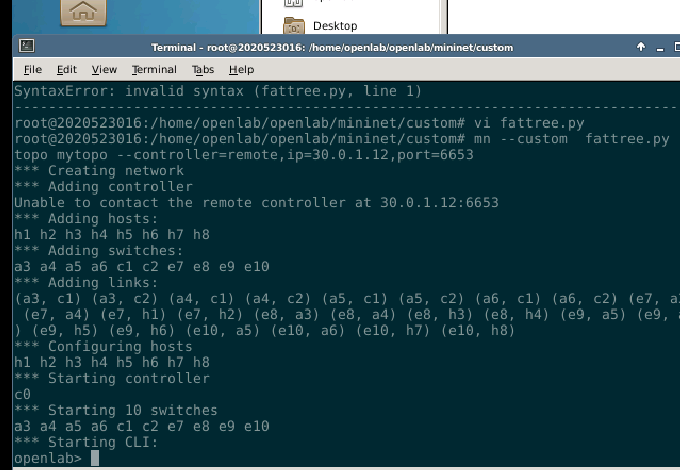 Desktop
Terminal - root@2020523016: /home/openlab/openlab/mininet/custom
File Edit View Terminal Tabs Help
SyntaxError: invalid syntax (fattree.py, line 1)
--------------------------------------------------------------------------------
root@2020523016:/home/openlab/openlab/mininet/custom# vi fattree.py
root@2020523016:/home/openlab/openlab/mininet/custom# mn --custom  fattree.py
topo mytopo --controller=remote,ip=30.0.1.12,port=6653
*** Creating network
*** Adding controller
Unable to contact the remote controller at 30.0.1.12:6653
*** Adding hosts:
h1 h2 h3 h4 h5 h6 h7 h8
*** Adding switches:
a3 a4 a5 a6 c1 c2 e7 e8 e9 e10
*** Adding links:
(a3, c1) (a3, c2) (a4, c1) (a4, c2) (a5, c1) (a5, c2) (a6, c1) (a6, c2) (e7, a
(e7, a4) (e7, h1) (e7, h2) (e8, a3) (e8, a4) (e8, h3) (e8, h4) (e9, a5) (e9,
) (e9, h5) (e9, h6) (e10, a5) (e10, a6) (e10, h7) (e10, h8)
*** Configuring hosts
h1 h2 h3 h4 h5 h6 h7 h8
*** Starting controller
c0
*** Starting 10 switches
a3 a4 a5 a6 c1 c2 e7 e8 e9 e10
*** Starting CLI:
openlab>